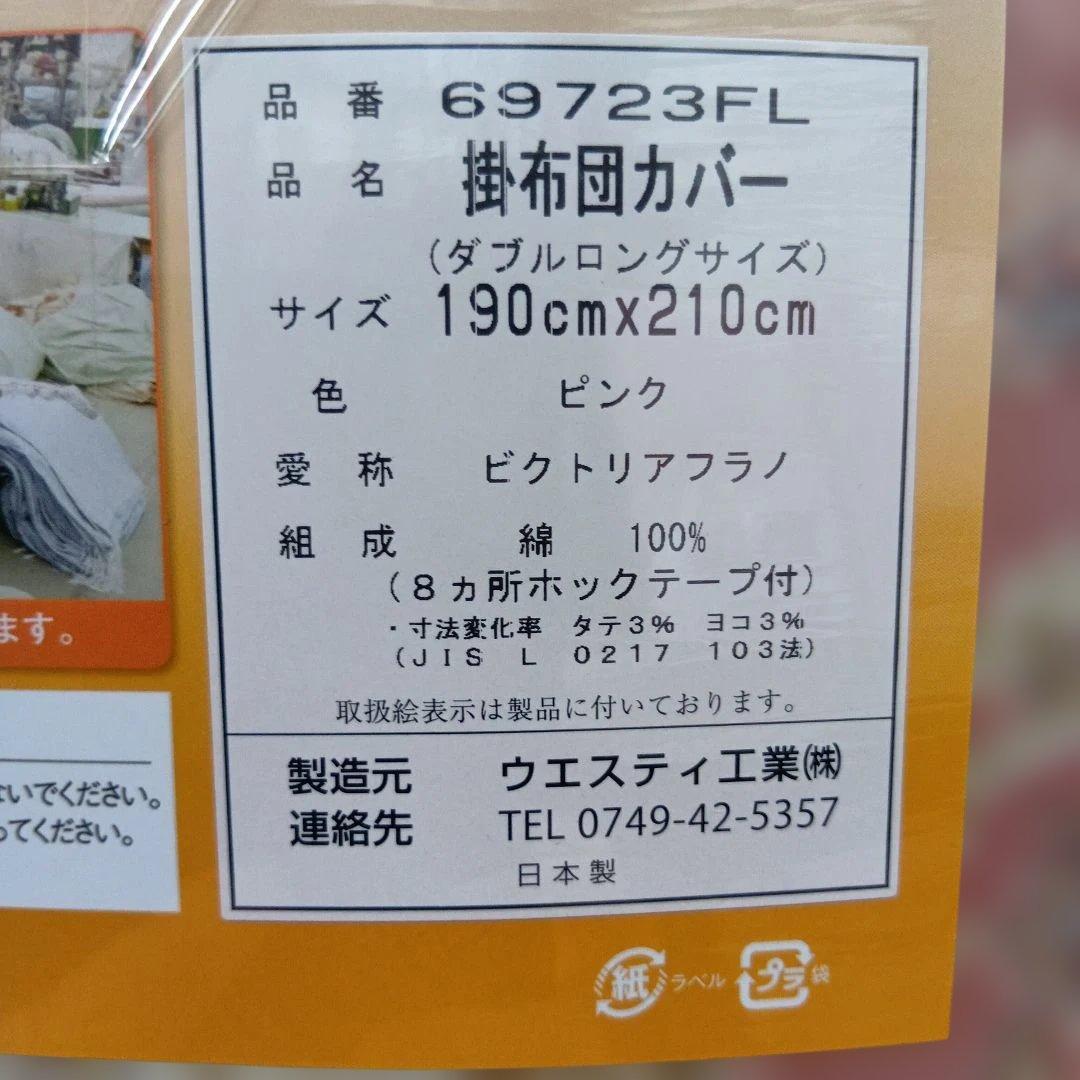 品 番 69723FL
品 名 掛布団カバー
(ダブルロングサイズ)
サイズ 190cmx210cm
色 ピンク
愛 称 ビクトリアフラノ
組 成 綿 100%
(8ヵ所ホックテープ付)
・寸法変化率 タテ3% ヨコ3%
(JIS L 0217 103法)
取扱絵表示は製品に付いております。
製造元 ウエスティ工業㈱
連絡先 TEL 0749-42-5357
日本製
ます。
ないでください。
ってください。
紙 ラベル プラ 袋